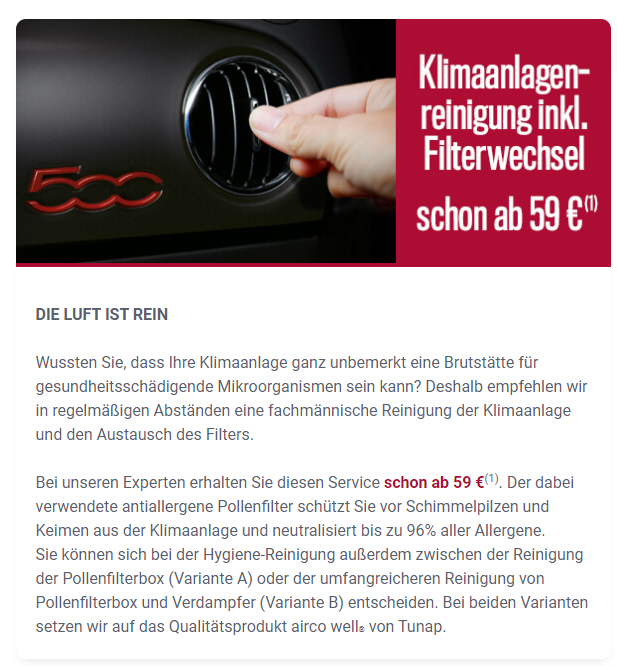 500
Klimaanlagen-
reinigung inkl.
Filterwechsel
schon ab 59 €(1)
DIE LUFT IST REIN
Wussten Sie, dass Ihre Klimaanlage ganz unbemerkt eine Brutstätte für
gesundheitsschädigende Mikroorganismen sein kann? Deshalb empfehlen wir
in regelmäßigen Abständen eine fachmännische Reinigung der Klimaanlage
und den Austausch des Filters.
Bei unseren Experten erhalten Sie diesen Service schon ab 59 €(1). Der dabei
verwendete antiallergene Pollenfilter schützt Sie vor Schimmelpilzen und
Keimen aus der Klimaanlage und neutralisiert bis zu 96% aller Allergene.
Sie können sich bei der Hygiene-Reinigung außerdem zwischen der Reinigung
der Pollenfilterbox (Variante A) oder der umfangreicheren Reinigung von
Pollenfilterbox und Verdampfer (Variante B) entscheiden. Bei beiden Varianten
setzen wir auf das Qualitätsprodukt airco well® von Tunap.